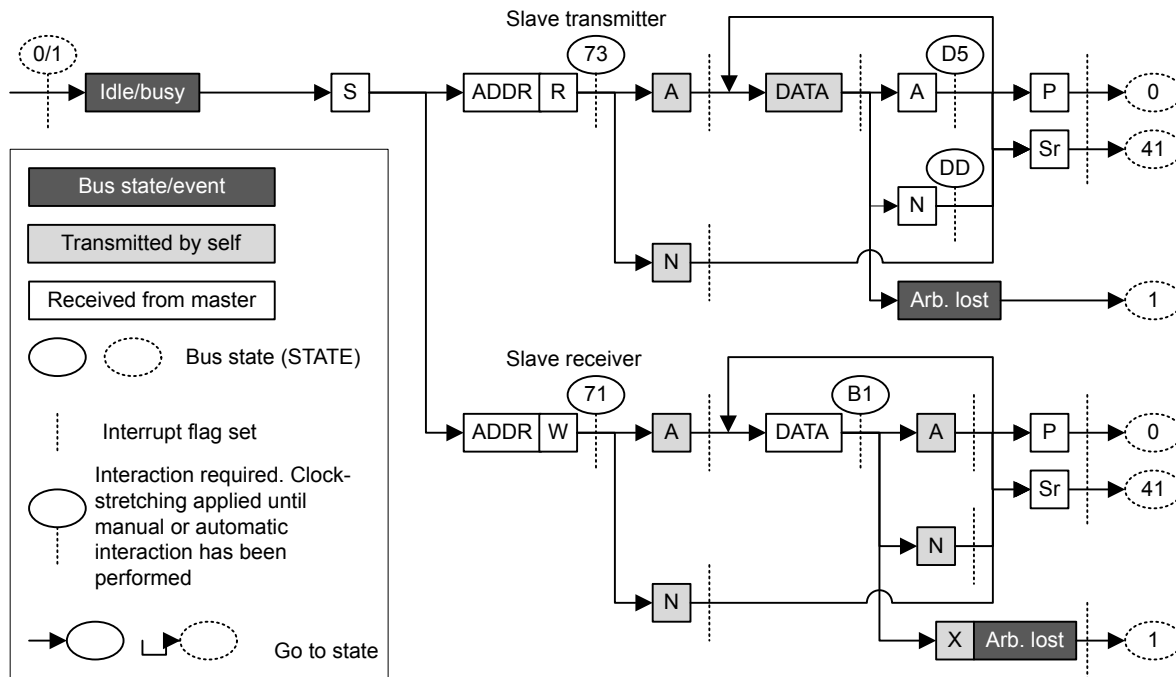 Slave transmitter
0/1
73
D5
Idle/busy
S
ADDR R
A
DATA
A
P
0
Sr
41
DD
N
N
Arb. lost
1
Bus state/event
Transmitted by self
Received from master
Bus state (STATE)
Interrupt flag set
Interaction required. Clock-
stretching applied until
manual or automatic
interaction has been
performed
Go to state
Slave receiver
71
B1
ADDR W
A
DATA
A
P
0
Sr
41
N
N
X Arb. lost
1